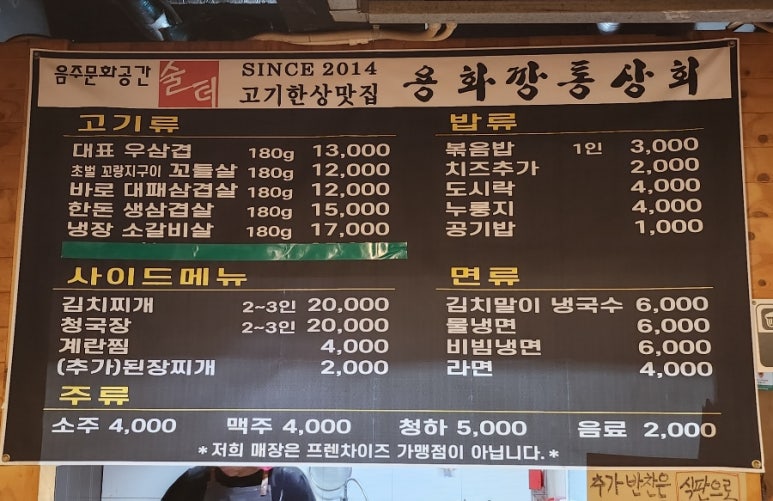 음주문화공간 술터 SINCE 2014 고기한상맛집 용화깡통상회
고기류
대표 우삼겹 180g 13,000
초벌 꼬랑지구이 꼬들살 180g 12,000
바로 대패삼겹살 180g 12,000
한돈 생삼겹살 180g 15,000
냉장 소갈비살 180g 17,000
밥류
볶음밥 1인 3,000
치즈추가 2,000
도시락 4,000
누룽지 4,000
공기밥 1,000
사이드메뉴
김치찌개 2~3인 20,000
청국장 2~3인 20,000
계란찜 4,000
(추가)된장찌개 2,000
면류
김치말이 냉국수 6,000
물냉면 6,000
비빔냉면 6,000
라면 4,000
주류
소주 4,000 맥주 4,000 청하 5,000 음료 2,000
*저희 매장은 프렌차이즈 가맹점이 아닙니다.*
추가 반찬은 식판으로